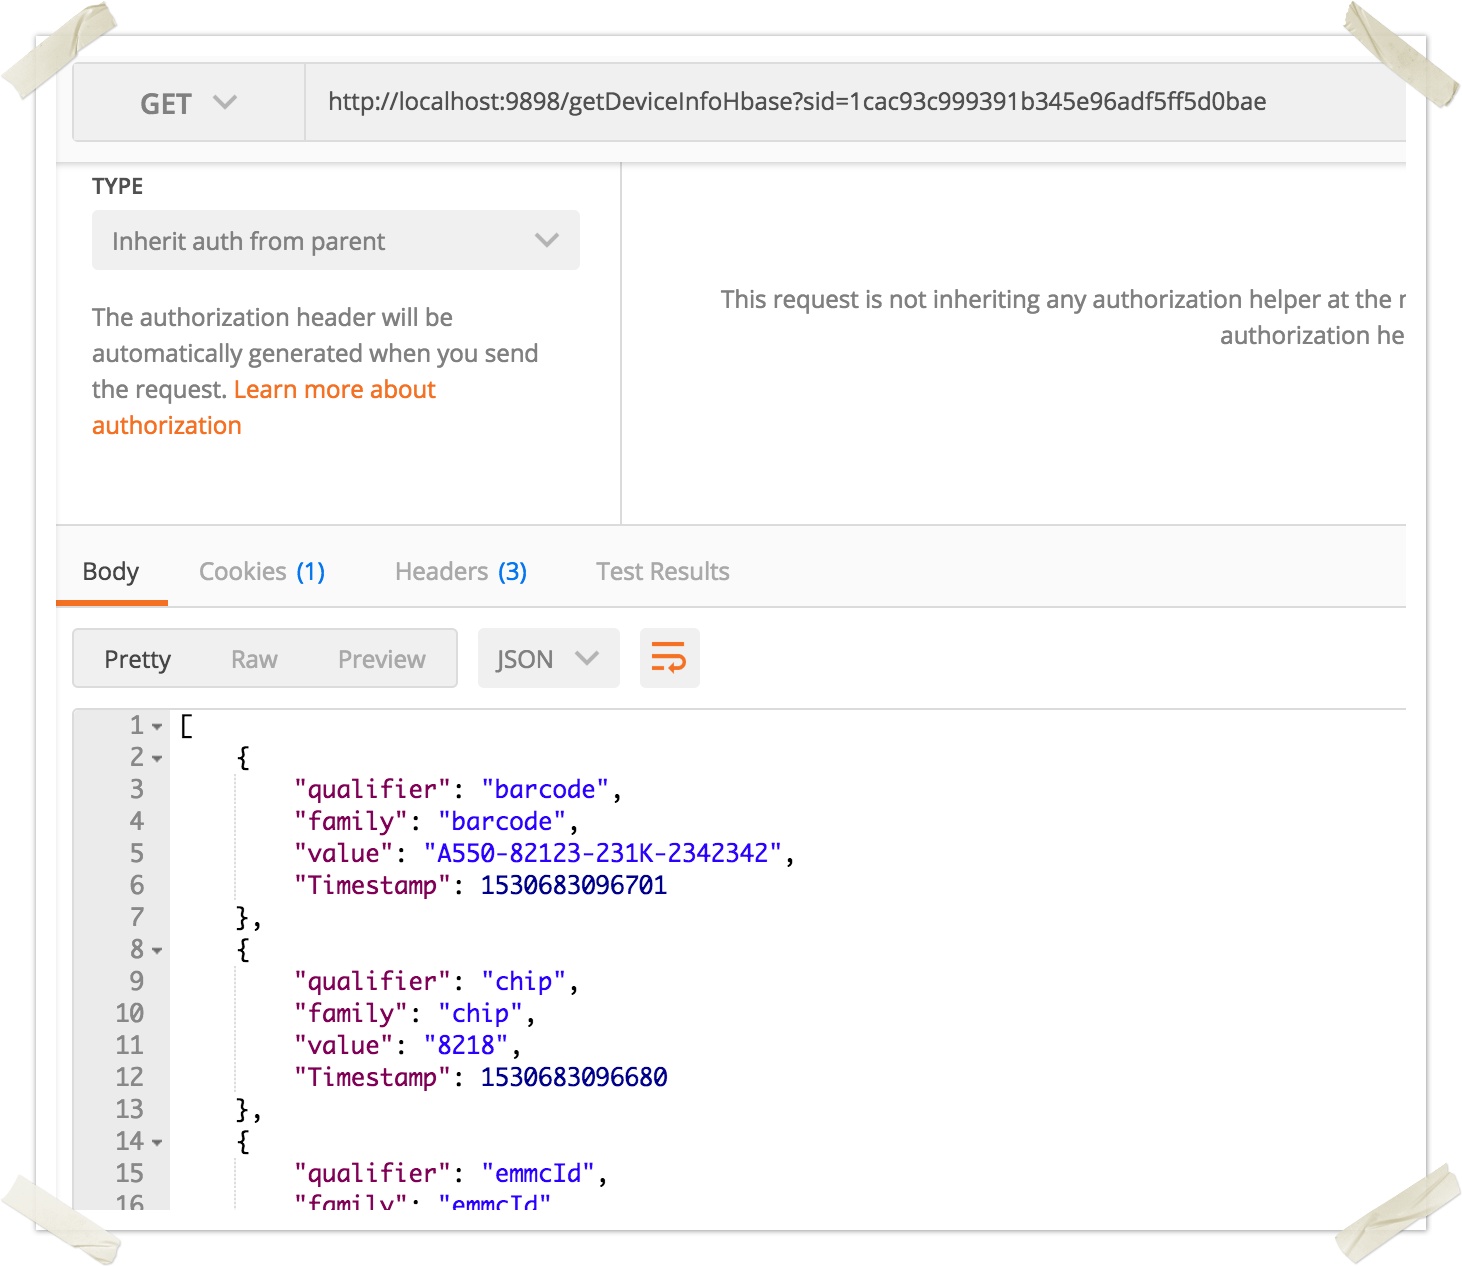 GET http://localhost:9898/getDeviceInfoHbase?sid=1cac93c999391b345e96adf5ff5d0bae
TYPE
Inherit auth from parent
The authorization header will be
automatically generated when you send
the request. Learn more about
authorization
This request is not inheriting any authorization helper at the
authorization he
Body Cookies (1) Headers (3) Test Results
Pretty Raw Preview JSON
1 [
2 {
3 "qualifier": "barcode",
4 "family": "barcode",
5 "value": "A550-82123-231K-2342342",
6 "Timestamp": 1530683096701
7 },
8 {
9 "qualifier": "chip",
10 "family": "chip",
11 "value": "8218",
12 "Timestamp": 1530683096680
13 },
14 {
15 "qualifier": "emmcId",
16 "family": "emmcId"